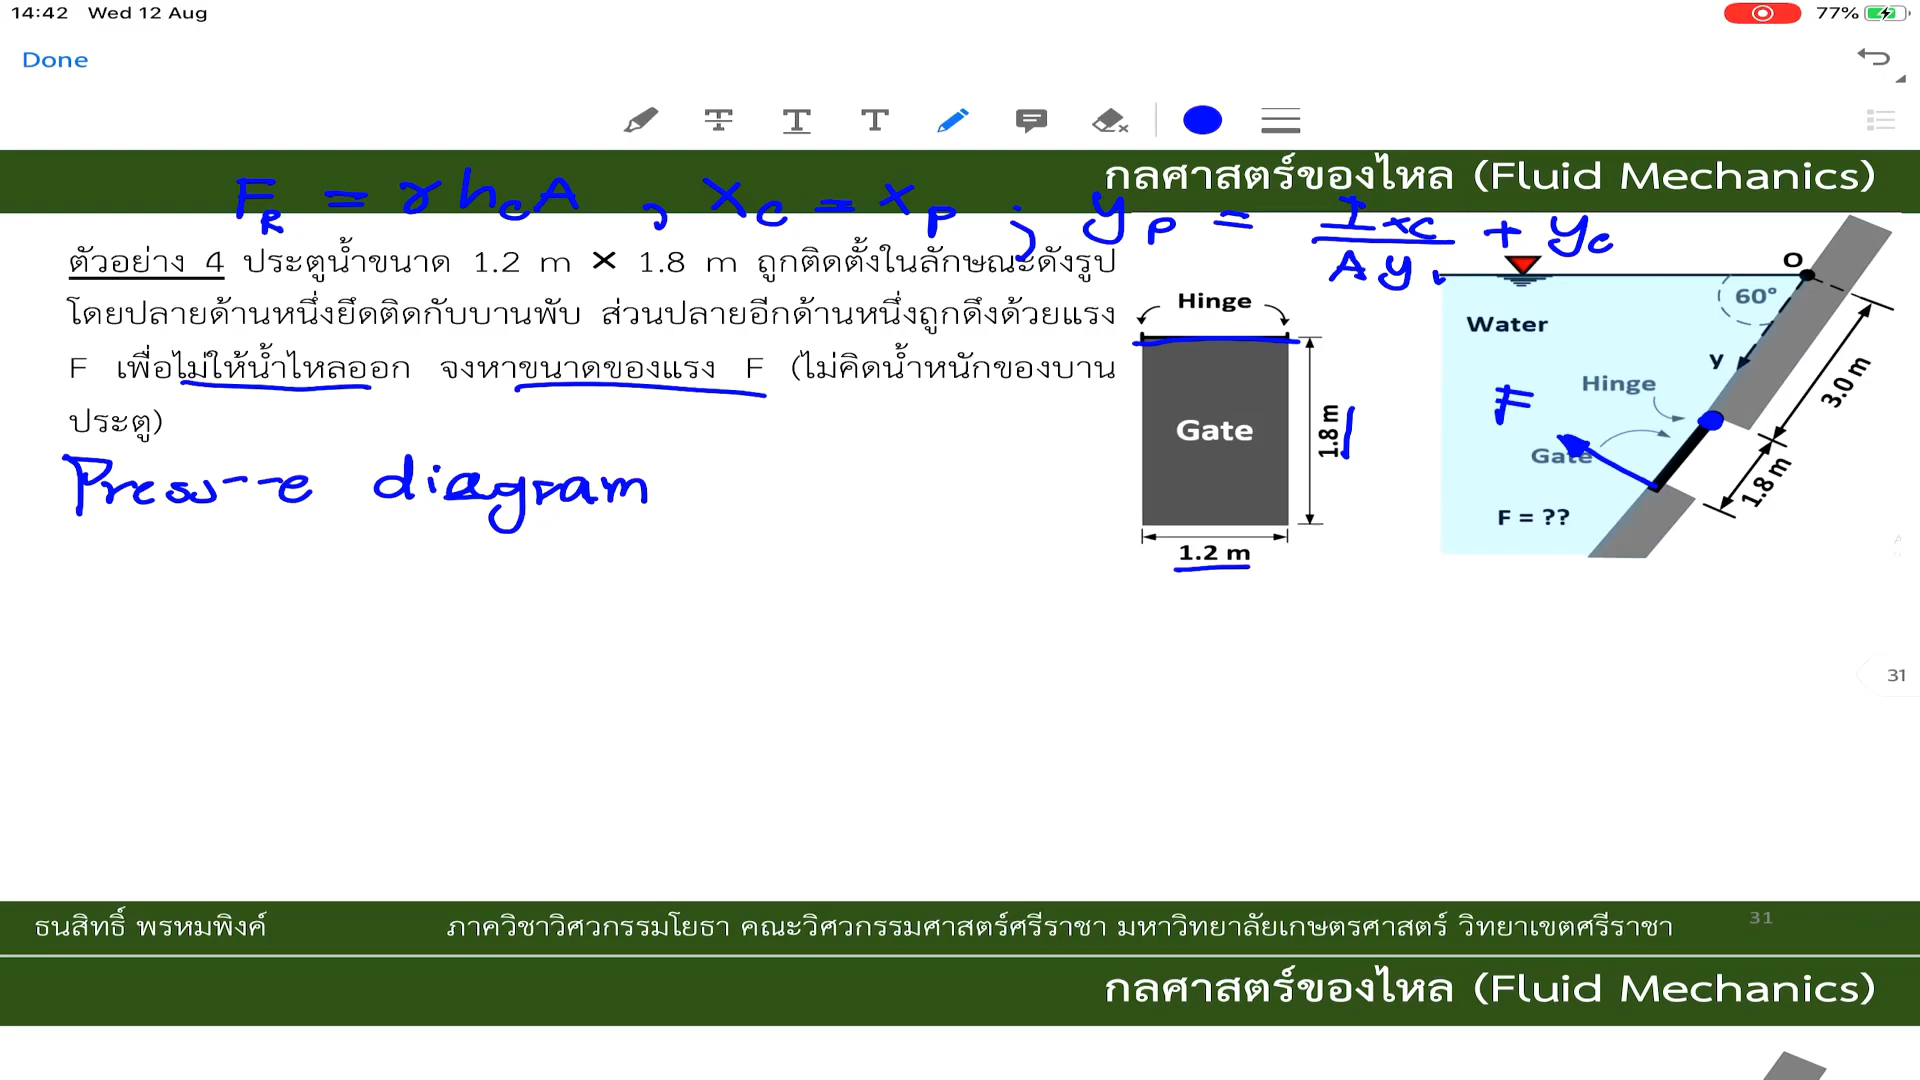 14:42 Wed 12 Aug
77%
Done
กลศาสตร์ของไหล (Fluid Mechanics)
F_R = γ h_c A , x_c = x_p ; y_p = I_xc / A y_c + y_c
ตัวอย่าง 4 ประตูน้ำขนาด 1.2 m × 1.8 m ถูกติดตั้งในลักษณะดังรูป
โดยปลายด้านหนึ่งยึดติดกับบานพับ ส่วนปลายอีกด้านหนึ่งถูกดึงด้วยแรง
F เพื่อไม่ให้น้ำไหลออก จงหาขนาดของแรง F (ไม่คิดน้ำหนักของบาน
ประตู)
Pressure diagram
Hinge
Gate
1.8 m
1.2 m
O
60°
Water
y
Hinge
3.0 m
F
Gate
1.8 m
F = ??
31
ธนสิทธิ์ พรหมพิงค์ ภาควิชาวิศวกรรมโยธา คณะวิศวกรรมศาสตร์ศรีราชา มหาวิทยาลัยเกษตรศาสตร์ วิทยาเขตศรีราชา 31
กลศาสตร์ของไหล (Fluid Mechanics)